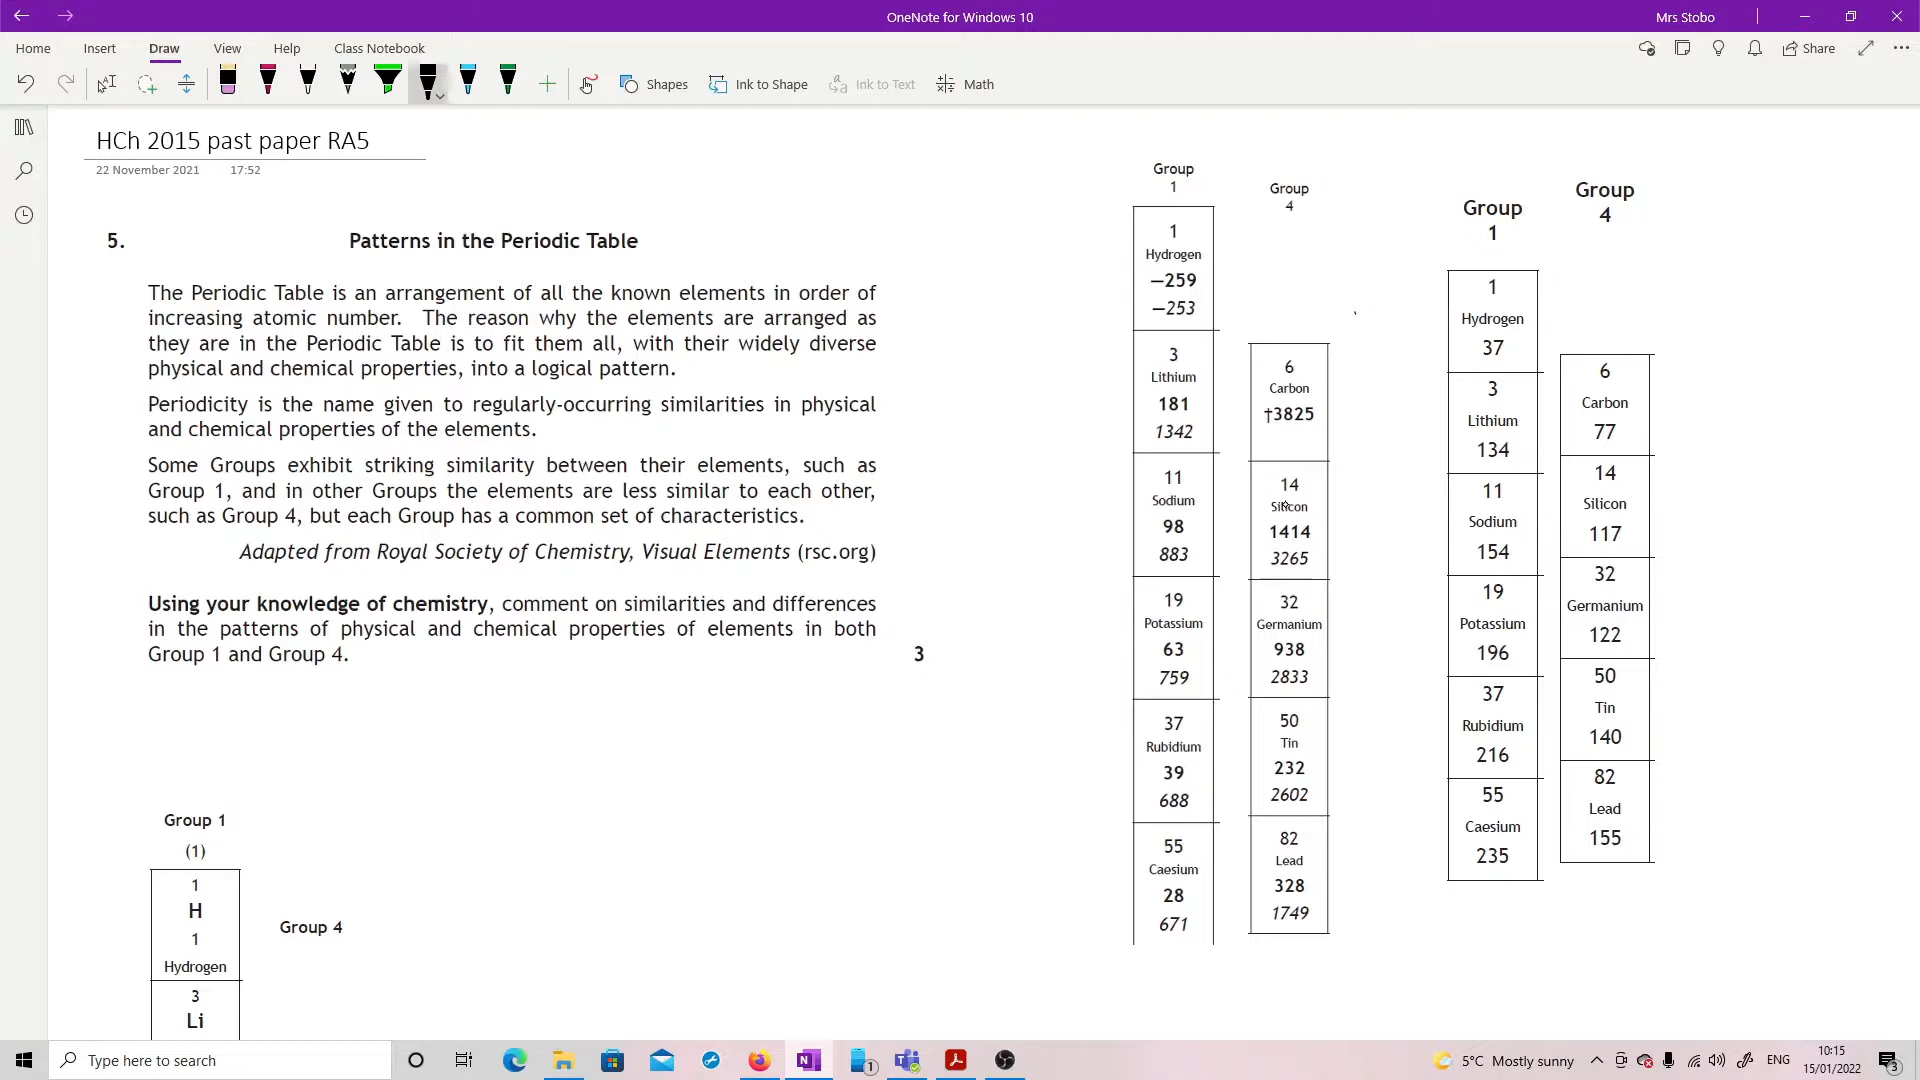 OneNote for Windows 10
Mrs Stobo
Home Insert Draw View Help Class Notebook
Share
Shapes Ink to Shape Ink to Text Math
HCh 2015 past paper RA5
22 November 2021 17:52
5. Patterns in the Periodic Table
The Periodic Table is an arrangement of all the known elements in order of
increasing atomic number. The reason why the elements are arranged as
they are in the Periodic Table is to fit them all, with their widely diverse
physical and chemical properties, into a logical pattern.
Periodicity is the name given to regularly-occurring similarities in physical
and chemical properties of the elements.
Some Groups exhibit striking similarity between their elements, such as
Group 1, and in other Groups the elements are less similar to each other,
such as Group 4, but each Group has a common set of characteristics.
Adapted from Royal Society of Chemistry, Visual Elements (rsc.org)
Using your knowledge of chemistry, comment on similarities and differences
in the patterns of physical and chemical properties of elements in both
Group 1 and Group 4. 3
Group 1
(1)
1
H
1
Hydrogen
3
Li
Group 4
Group
1
1
Hydrogen
−259
−253
3
Lithium
181
1342
11
Sodium
98
883
19
Potassium
63
759
37
Rubidium
39
688
55
Caesium
28
671
Group
4
6
Carbon
†3825
14
Silicon
1414
3265
32
Germanium
938
2833
50
Tin
232
2602
82
Lead
328
1749
Group
1
1
Hydrogen
37
3
Lithium
134
11
Sodium
154
19
Potassium
196
37
Rubidium
216
55
Caesium
235
Group
4
6
Carbon
77
14
Silicon
117
32
Germanium
122
50
Tin
140
82
Lead
155
Type here to search
1
5°C Mostly sunny
ENG
10:15
15/01/2022
3